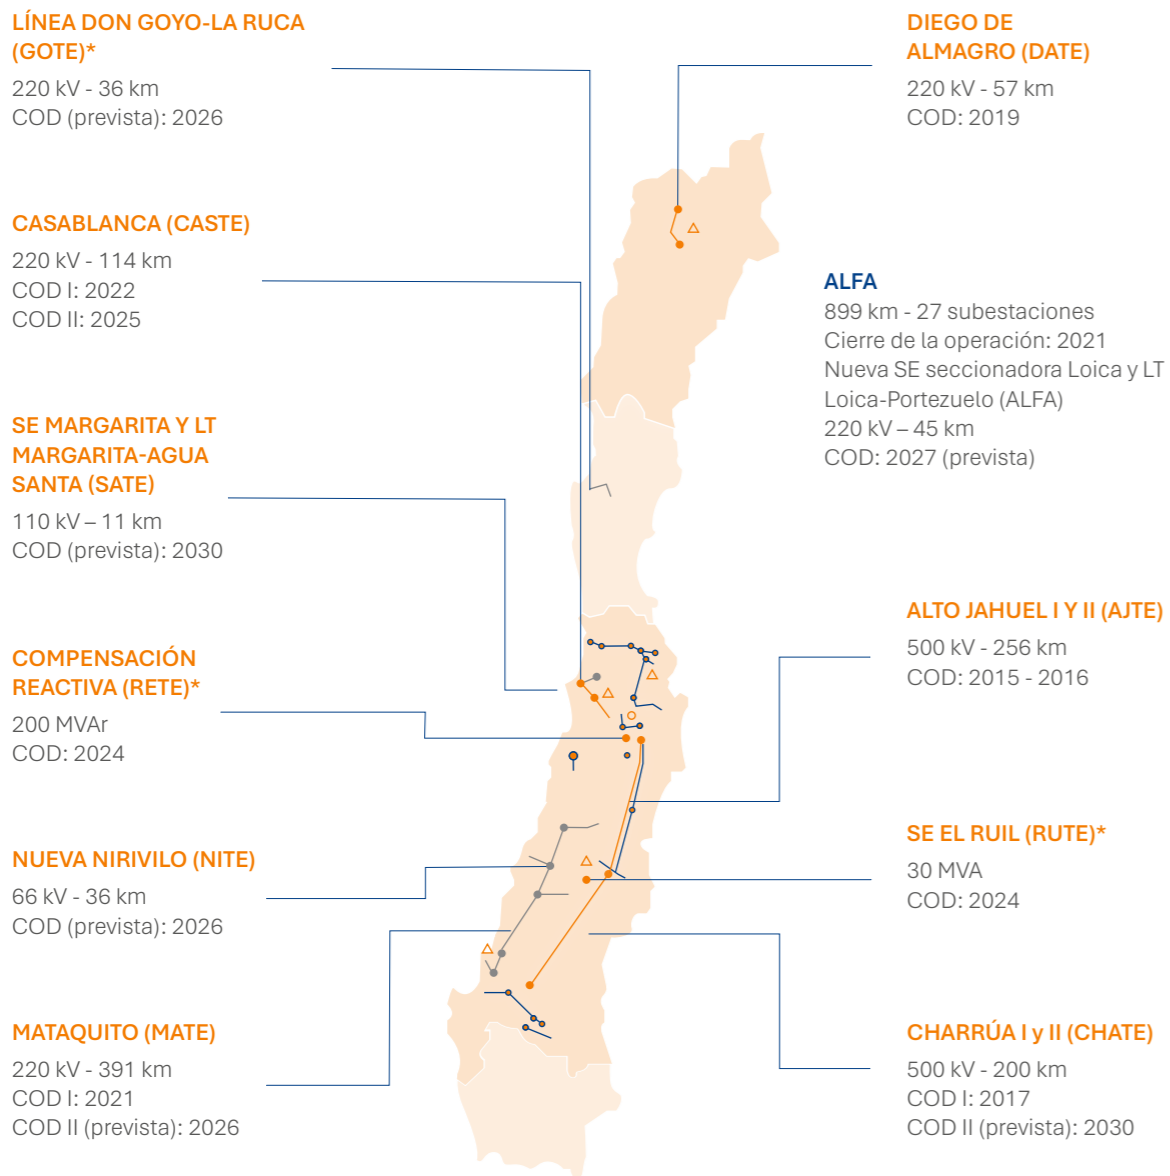 LÍNEA DON GOYO-LA RUCA
(GOTE)*
220 kV - 36 km
COD (prevista): 2026
CASABLANCA (CASTE)
220 kV - 114 km
COD I: 2022
COD II: 2025
SE MARGARITA Y LT
MARGARITA-AGUA
SANTA (SATE)
110 kV – 11 km
COD (prevista): 2030
COMPENSACIÓN
REACTIVA (RETE)*
200 MVAr
COD: 2024
NUEVA NIRIVILO (NITE)
66 kV - 36 km
COD (prevista): 2026
MATAQUITO (MATE)
220 kV - 391 km
COD I: 2021
COD II (prevista): 2026
DIEGO DE
ALMAGRO (DATE)
220 kV - 57 km
COD: 2019
ALFA
899 km - 27 subestaciones
Cierre de la operación: 2021
Nueva SE seccionadora Loica y LT
Loica-Portezuelo (ALFA)
220 kV – 45 km
COD: 2027 (prevista)
ALTO JAHUEL I Y II (AJTE)
500 kV - 256 km
COD: 2015 - 2016
SE EL RUIL (RUTE)*
30 MVA
COD: 2024
CHARRÚA I y II (CHATE)
500 kV - 200 km
COD I: 2017
COD II (prevista): 2030